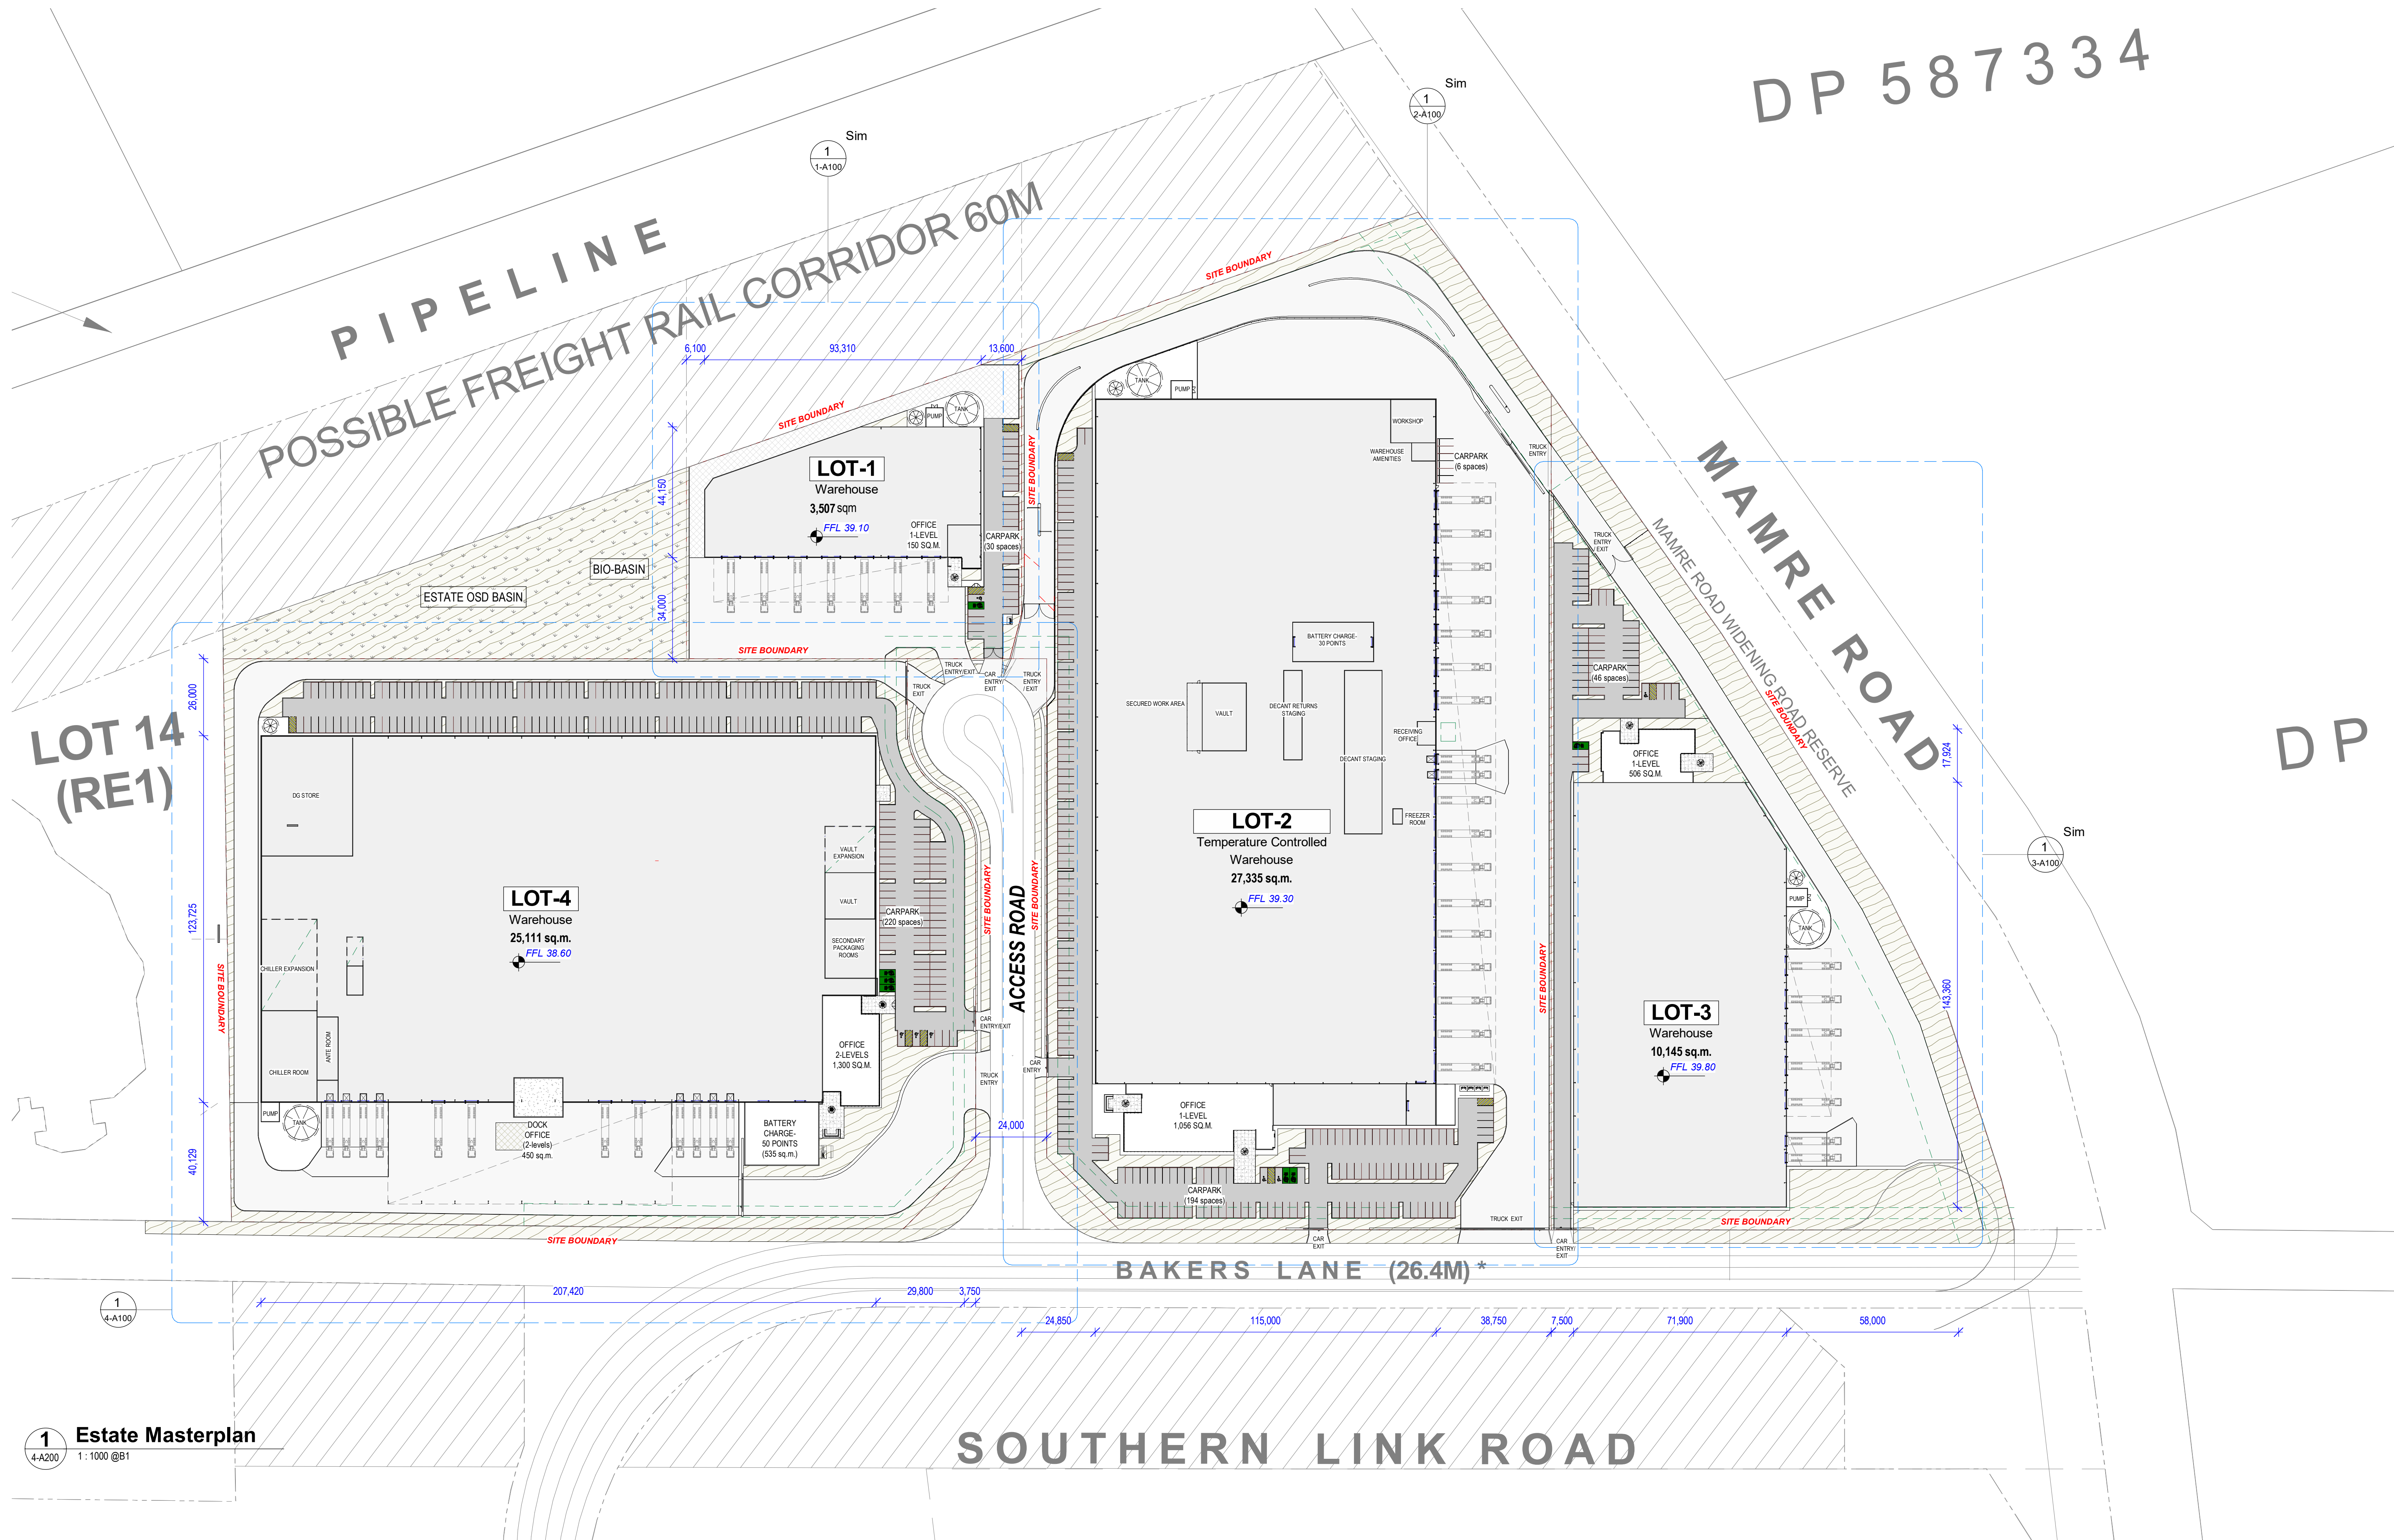 DP 587334
Sim
1
2-A100
Sim
1
1-A100
PIPELINE
POSSIBLE FREIGHT RAIL CORRIDOR 60M
SITE BOUNDARY
6,100
93,310
13,600
TANK
PUMP
TANK
PUMP
SITE BOUNDARY
WORKSHOP
WAREHOUSE
AMENITIES
CARPARK
(6 spaces)
TRUCK
ENTRY
MAMRE ROAD
LOT-1
Warehouse
3,507 sqm
FFL 39.10
44,150
SITE BOUNDARY
OFFICE
1-LEVEL
150 SQ.M.
CARPARK
(30 spaces)
TRUCK
ENTRY
/ EXIT
MAMRE ROAD WIDENING ROAD RESERVE
BIO-BASIN
ESTATE OSD BASIN
34,000
SITE BOUNDARY
BATTERY CHARGE-
30 POINTS
TRUCK
ENTRY/EXIT
CAR
ENTRY/
EXIT
TRUCK
ENTRY
/ EXIT
TRUCK
EXIT
CARPARK
(46 spaces)
SITE BOUNDARY
26,000
LOT 14
(RE1)
SECURED WORK AREA
VAULT
DECANT RETURNS
STAGING
RECEIVING
OFFICE
DECANT STAGING
OFFICE
1-LEVEL
506 SQ.M.
17,924
DP
DG STORE
VAULT
EXPANSION
VAULT
SECONDARY
PACKAGING
ROOMS
LOT-4
Warehouse
25,111 sq.m.
FFL 38.60
CARPARK
(220 spaces)
SITE BOUNDARY
ACCESS ROAD
SITE BOUNDARY
LOT-2
Temperature Controlled
Warehouse
27,335 sq.m.
FFL 39.30
FREEZER
ROOM
Sim
1
3-A100
PUMP
TANK
123,725
SITE BOUNDARY
CHILLER EXPANSION
SITE BOUNDARY
143,360
LOT-3
Warehouse
10,145 sq.m.
FFL 39.80
ANTE ROOM
CHILLER ROOM
OFFICE
2-LEVELS
1,300 SQ.M.
CAR
ENTRY/EXIT
CAR
ENTRY
TRUCK
ENTRY
PUMP
TANK
DOCK
OFFICE
(2-levels)
450 sq.m.
BATTERY
CHARGE-
50 POINTS
(535 sq.m.)
24,000
OFFICE
1-LEVEL
1,056 SQ.M.
40,129
CARPARK
(194 spaces)
TRUCK EXIT
SITE BOUNDARY
SITE BOUNDARY
CAR
EXIT
CAR
ENTRY/
EXIT
BAKERS LANE (26.4M) *
1
4-A100
207,420
29,800
3,750
24,850
115,000
38,750
7,500
71,900
58,000
1
4-A200
Estate Masterplan
1 : 1000 @B1
SOUTHERN LINK ROAD